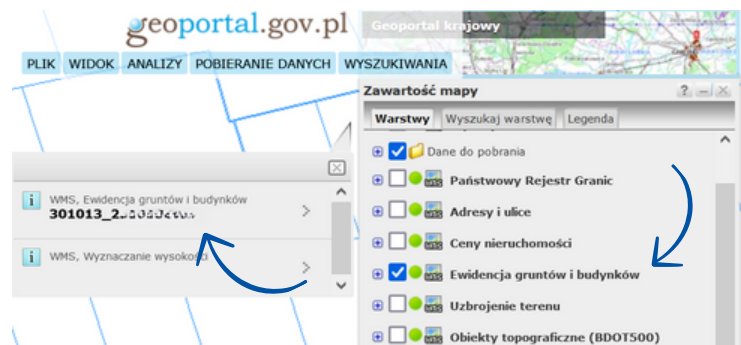 geoportal.gov.pl
Geoportal krajowy
PLIK WIDOK ANALIZY POBIERANIE DANYCH WYSZUKIWANIA
Zawartość mapy
Warstwy Wyszukaj warstwę Legenda
Dane do pobrania
Państwowy Rejestr Granic
Adresy i ulice
Ceny nieruchomości
Ewidencja gruntów i budynków
Uzbrojenie terenu
Obiekty topograficzne (BDOT500)
WMS, Ewidencja gruntów i budynków
WMS, Wyznaczanie wysokości